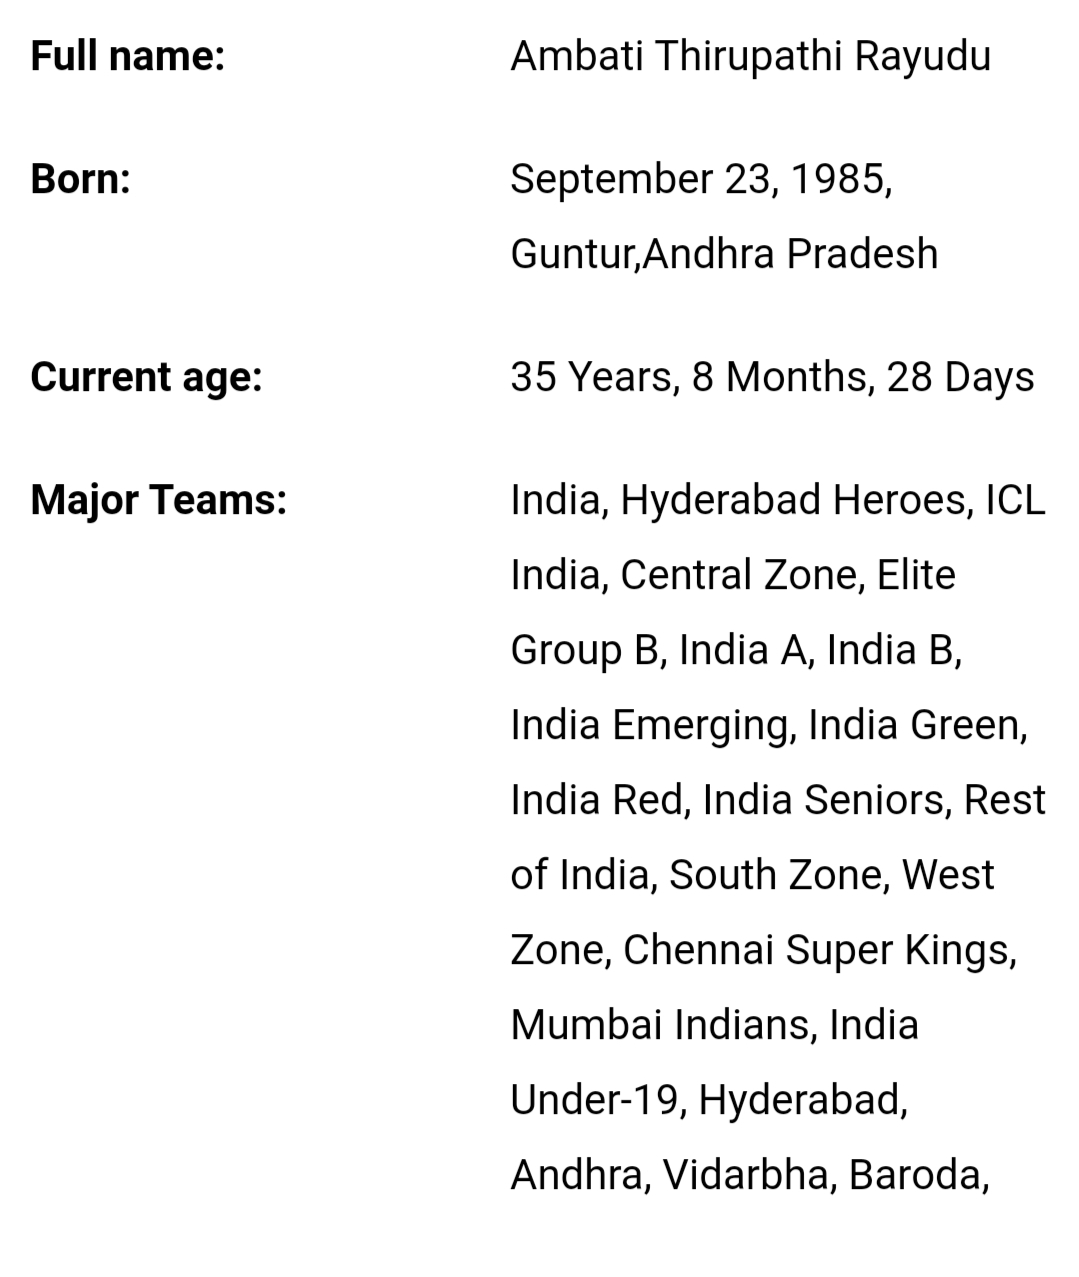 Full name: Ambati Thirupathi Rayudu
Born: September 23, 1985,
Guntur,Andhra Pradesh
Current age: 35 Years, 8 Months, 28 Days
Major Teams: India, Hyderabad Heroes, ICL
India, Central Zone, Elite
Group B, India A, India B,
India Emerging, India Green,
India Red, India Seniors, Rest
of India, South Zone, West
Zone, Chennai Super Kings,
Mumbai Indians, India
Under-19, Hyderabad,
Andhra, Vidarbha, Baroda,